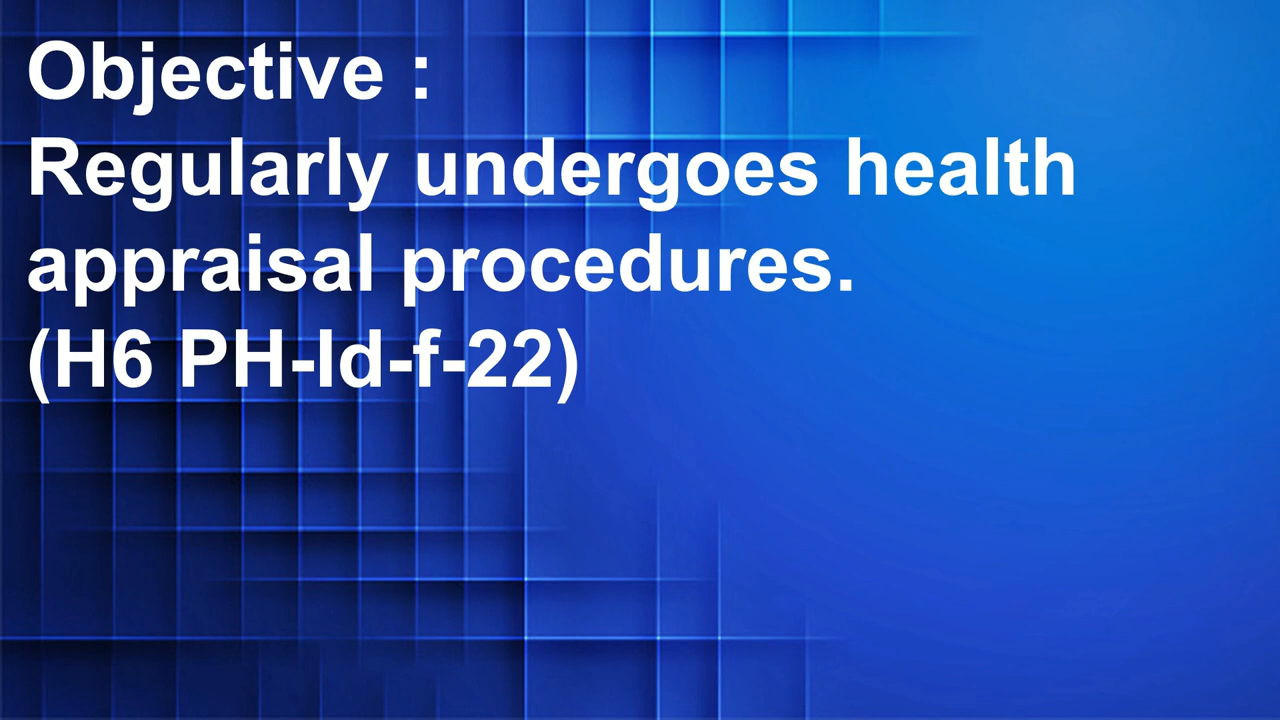 Objective :
Regularly undergoes health
appraisal procedures.
(H6 PH-Id-f-22)